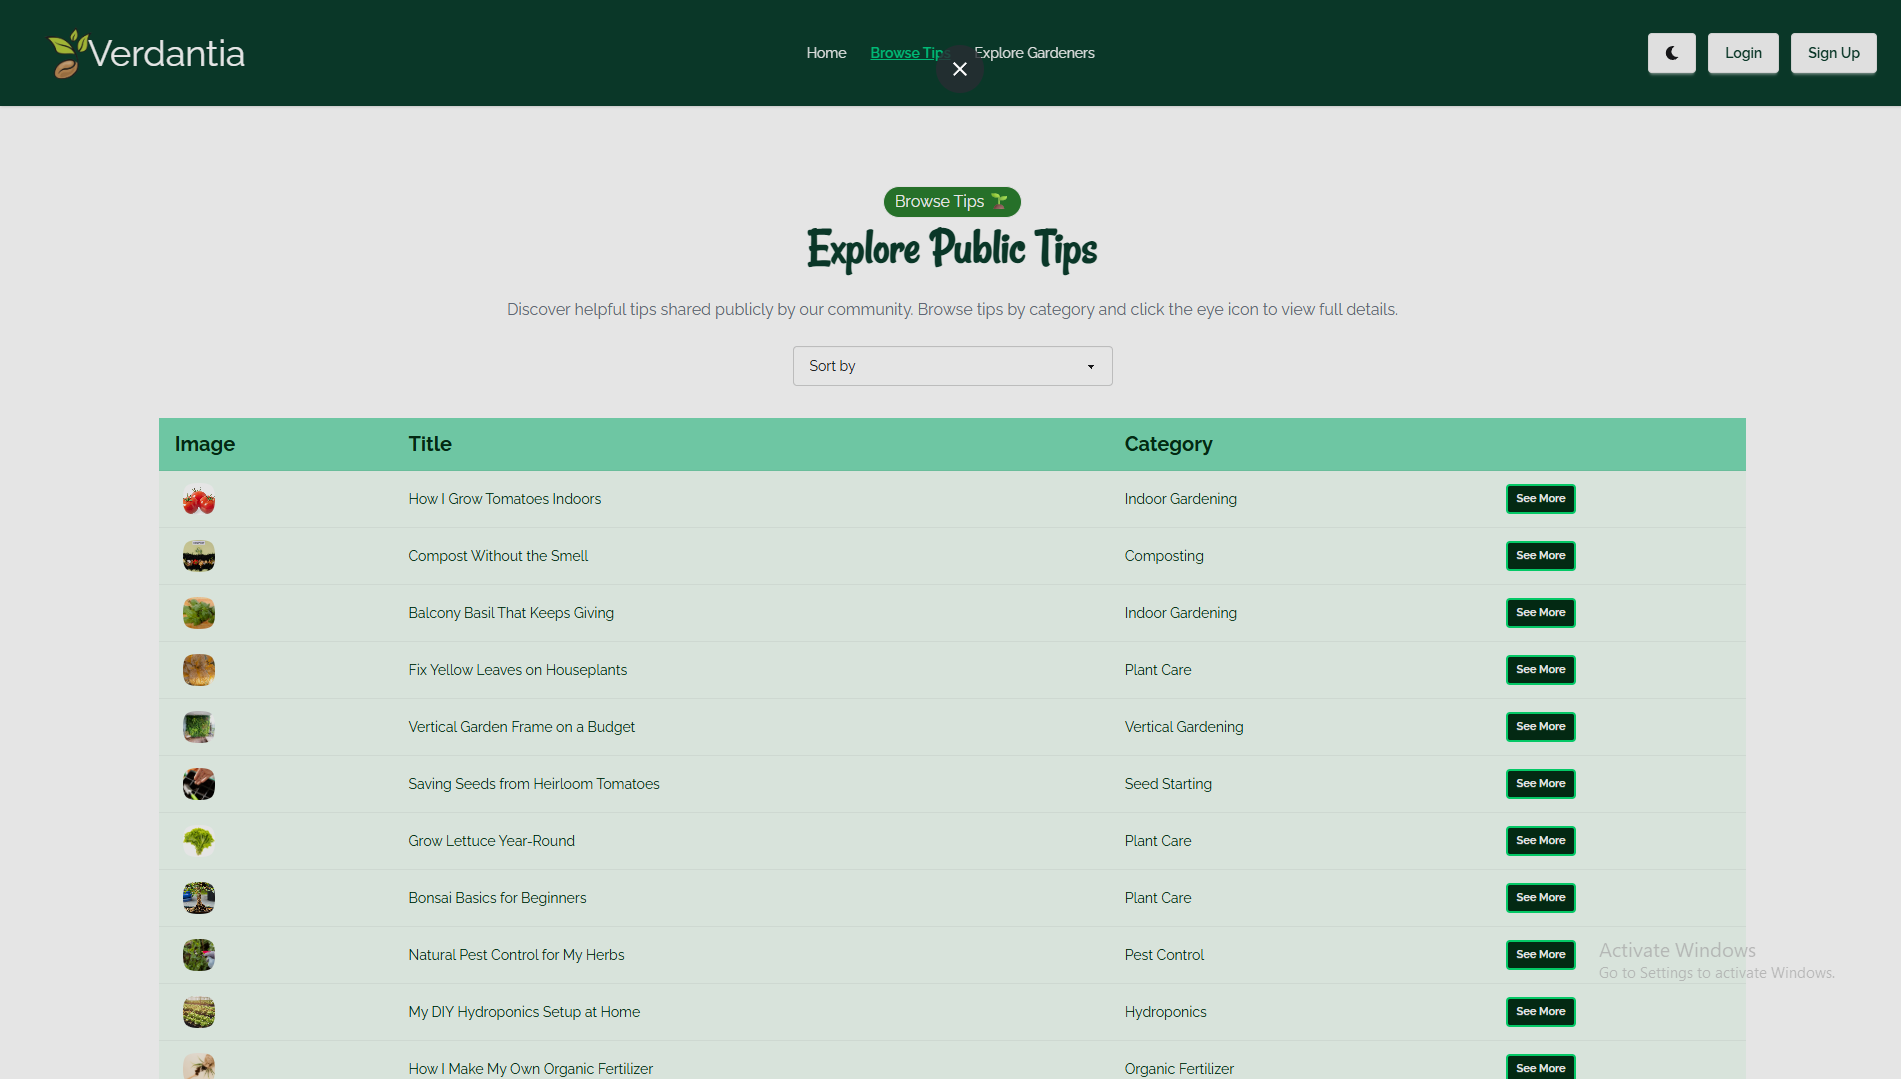 Verdantia
Home
Browse Tips
Explore Gardeners
Login
Sign Up
Browse Tips
Explore Public Tips
Discover helpful tips shared publicly by our community. Browse tips by category and click the eye icon to view full details.
Sort by
Image Title Category
How I Grow Tomatoes Indoors Indoor Gardening See More
Compost Without the Smell Composting See More
Balcony Basil That Keeps Giving Indoor Gardening See More
Fix Yellow Leaves on Houseplants Plant Care See More
Vertical Garden Frame on a Budget Vertical Gardening See More
Saving Seeds from Heirloom Tomatoes Seed Starting See More
Grow Lettuce Year-Round Plant Care See More
Bonsai Basics for Beginners Plant Care See More
Natural Pest Control for My Herbs Pest Control See More
Activate Windows
Go to Settings to activate Windows.
My DIY Hydroponics Setup at Home Hydroponics See More
How I Make My Own Organic Fertilizer Organic Fertilizer See More